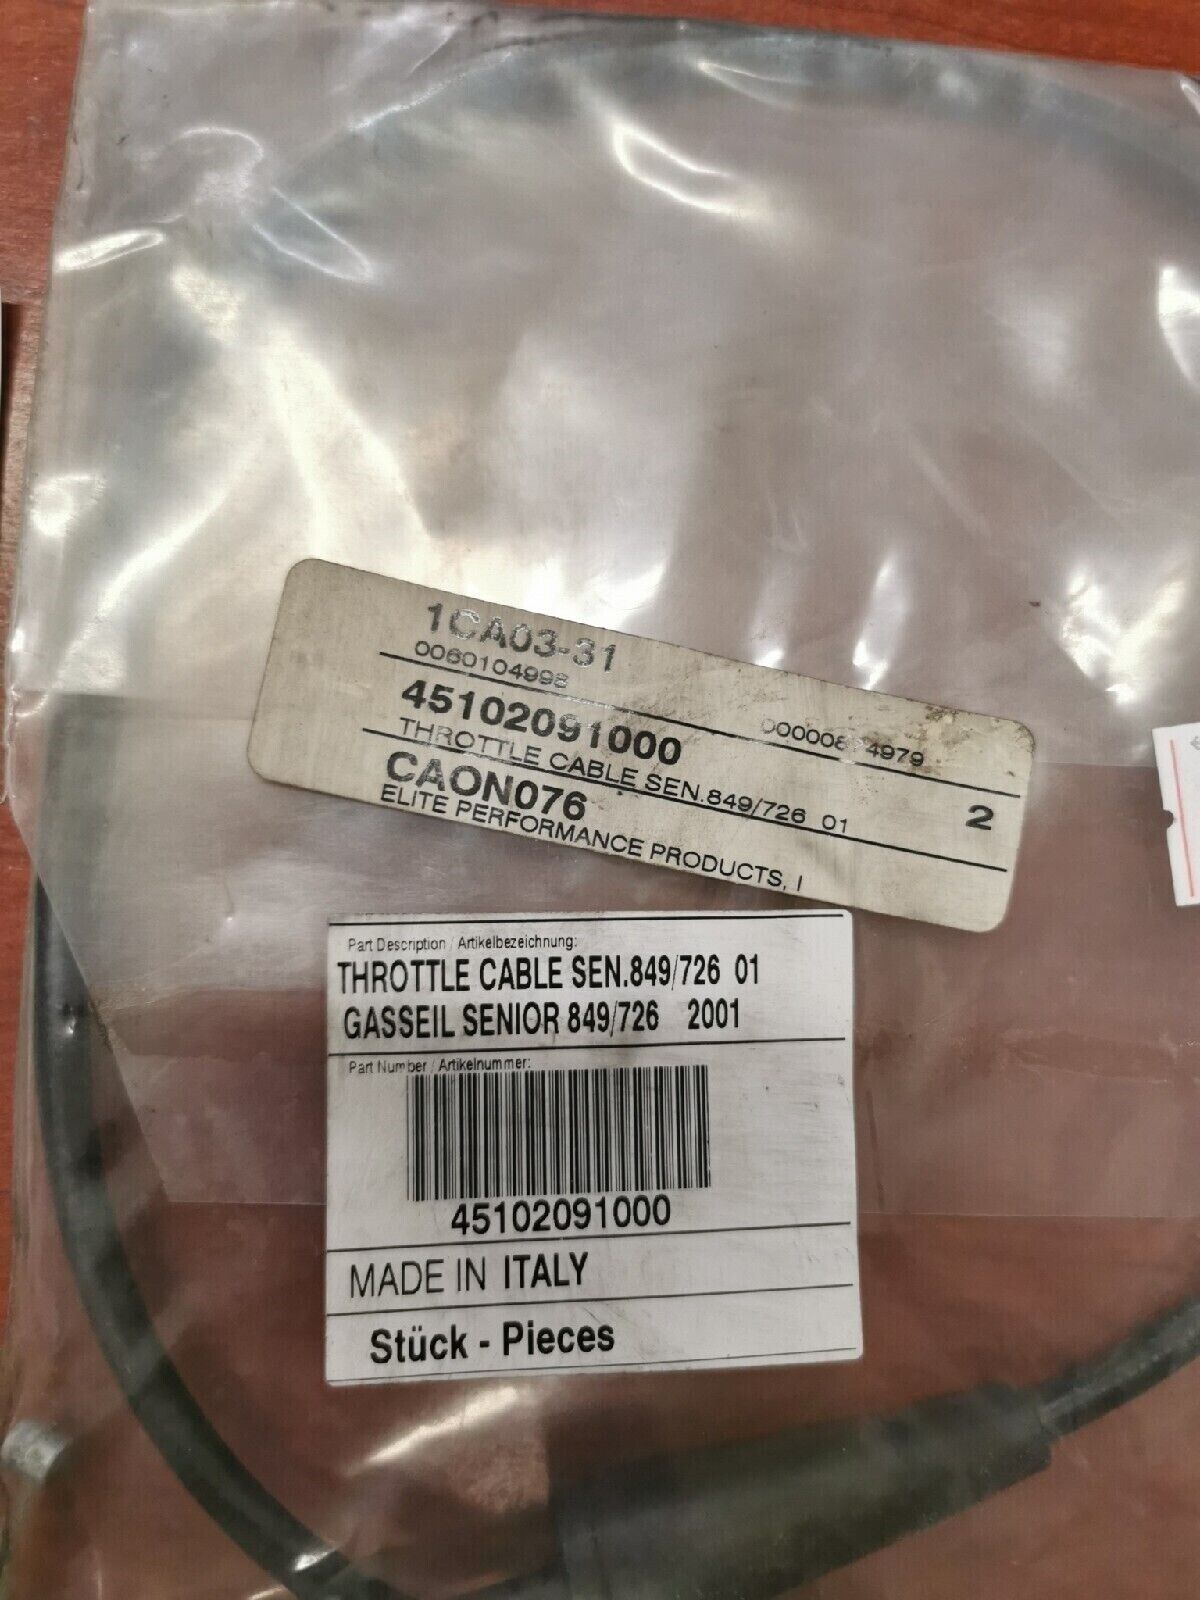 1CA03-31
0060104998
45102091000
THROTTLE CABLE SEN.849/726 01
2
CAON076
ELITE PERFORMANCE PRODUCTS, I
Part Description / Artikelbezeichnung:
THROTTLE CABLE SEN.849/726 01
GASSEIL SENIOR 849/726 2001
Part Number / Artikelnummer:
45102091000
MADE IN ITALY
Stück - Pieces